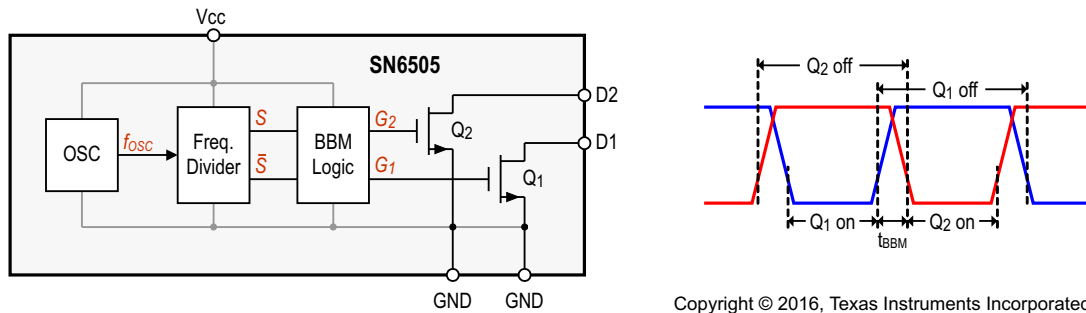 Vcc
SN6505
OSC
fOSC
Freq.
Divider
S
S̅
BBM
Logic
G2
G1
Q2
Q1
D2
D1
GND
GND
Q2 off
Q1 off
Q1 on
tBBM
Q2 on
Copyright © 2016, Texas Instruments Incorporated